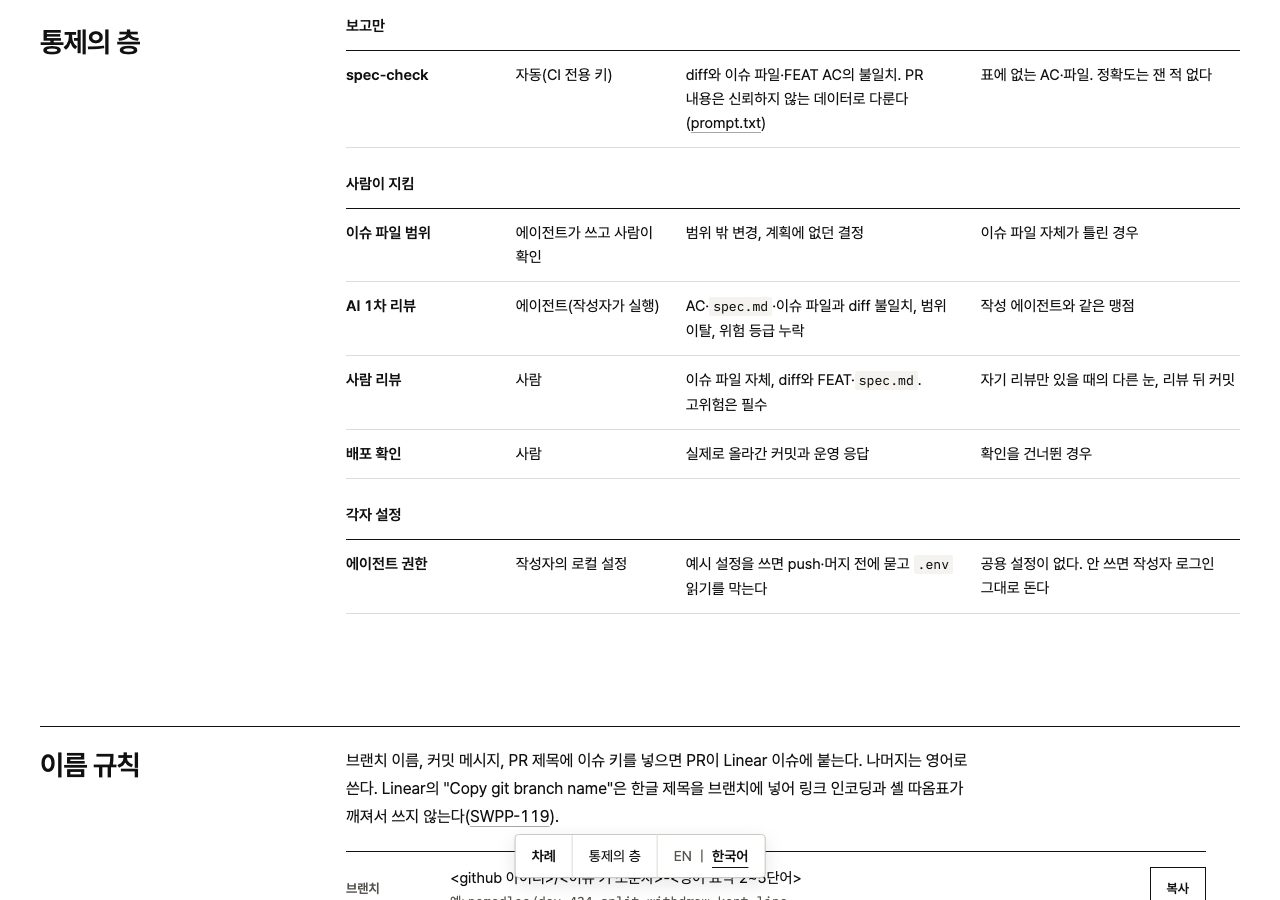 통제의 층
보고만
spec-check
자동(CI 전용 키)
diff와 이슈 파일·FEAT AC의 불일치. PR
내용은 신뢰하지 않는 데이터로 다룬다
(prompt.txt)
표에 없는 AC·파일. 정확도는 잰 적 없다
사람이 지킴
이슈 파일 범위
에이전트가 쓰고 사람이
확인
범위 밖 변경, 계획에 없던 결정
이슈 파일 자체가 틀린 경우
AI 1차 리뷰
에이전트(작성자가 실행)
AC·spec.md·이슈 파일과 diff 불일치, 범위
이탈, 위험 등급 누락
작성 에이전트와 같은 맹점
사람 리뷰
사람
이슈 파일 자체, diff와 FEAT·spec.md.
고위험은 필수
자기 리뷰만 있을 때의 다른 눈, 리뷰 뒤 커밋
배포 확인
사람
실제로 올라간 커밋과 운영 응답
확인을 건너뛴 경우
각자 설정
에이전트 권한
작성자의 로컬 설정
예시 설정을 쓰면 push·머지 전에 묻고 .env
읽기를 막는다
공용 설정이 없다. 안 쓰면 작성자 로그인
그대로 돈다
이름 규칙
브랜치 이름, 커밋 메시지, PR 제목에 이슈 키를 넣으면 PR이 Linear 이슈에 붙는다. 나머지는 영어로
쓴다. Linear의 "Copy git branch name"은 한글 제목을 브랜치에 넣어 링크 인코딩과 셸 따옴표가
깨져서 쓰지 않는다(SWPP-119).
차례
통제의 층
EN | 한국어
브랜치
<github
복사